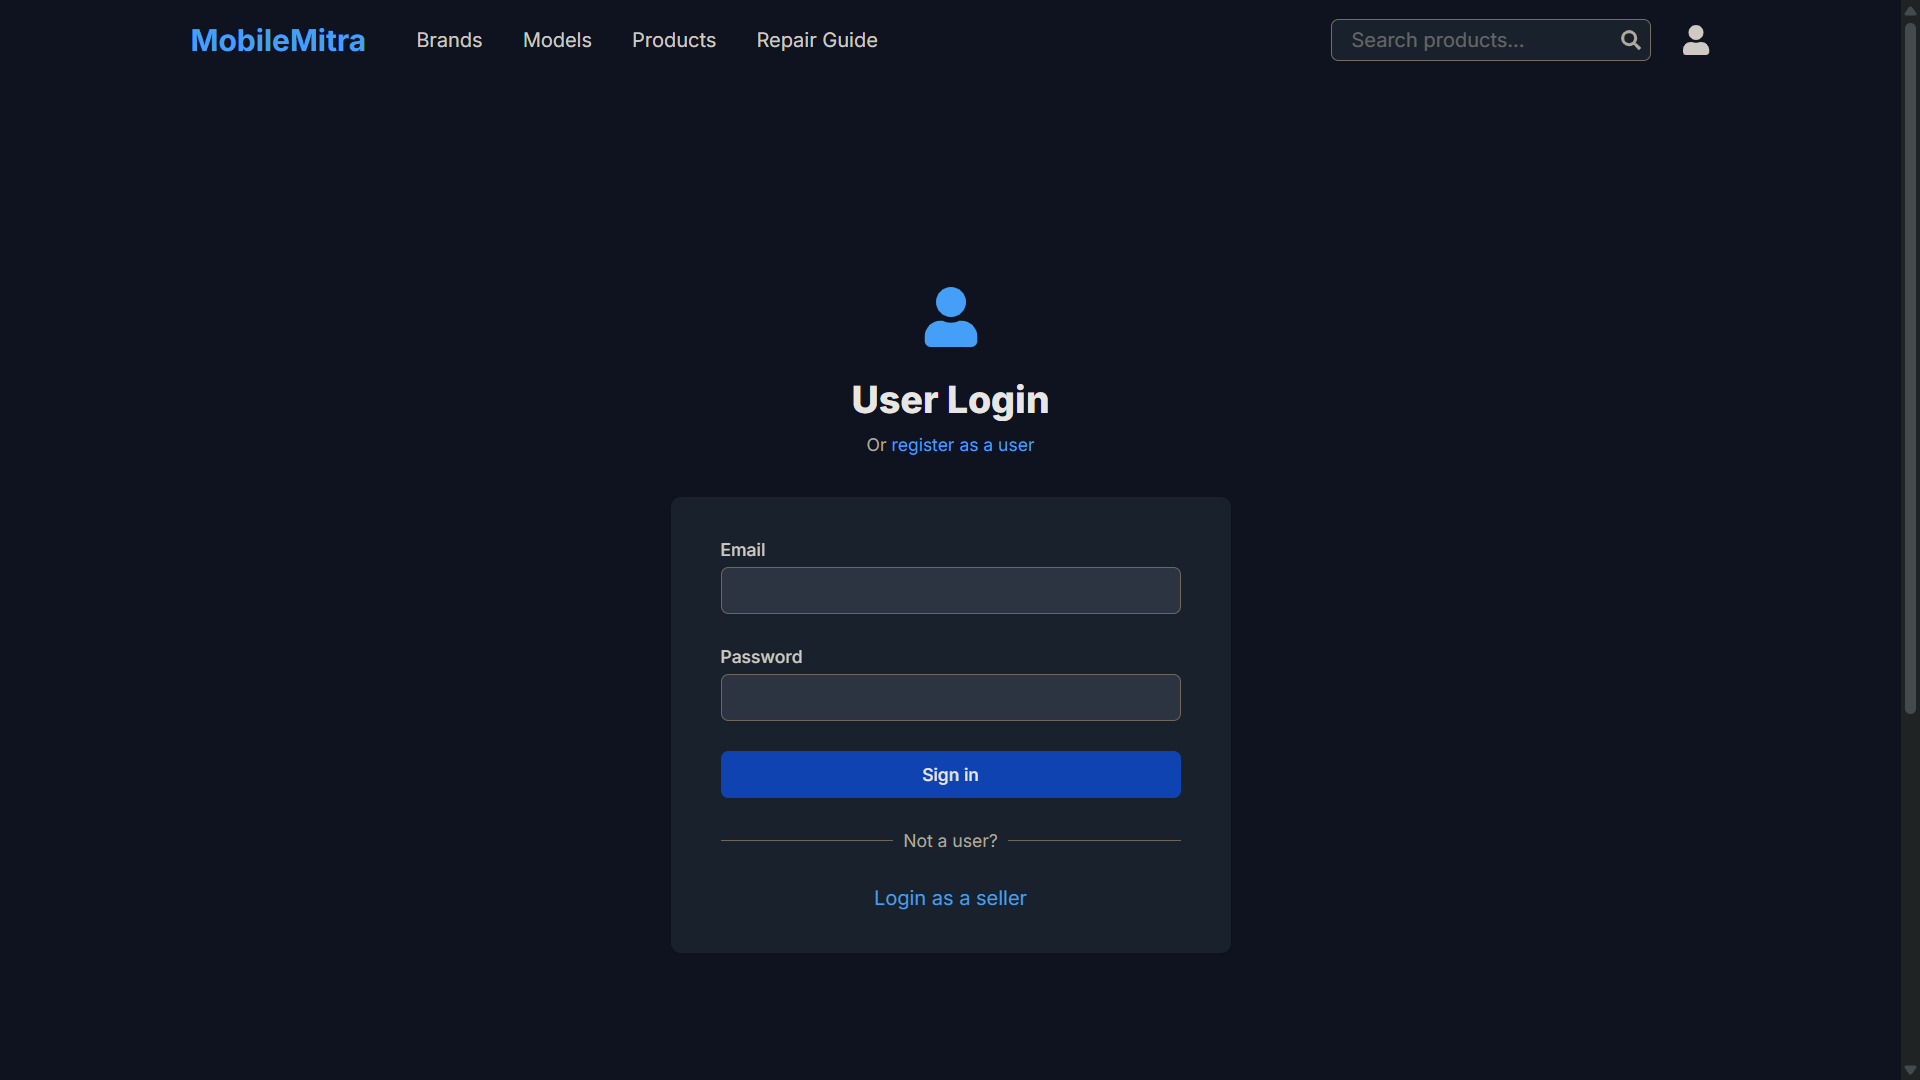 MobileMitra Brands Models Products Repair Guide Search products...
User Login
Or register as a user
Email
Password
Sign in
Not a user?
Login as a seller